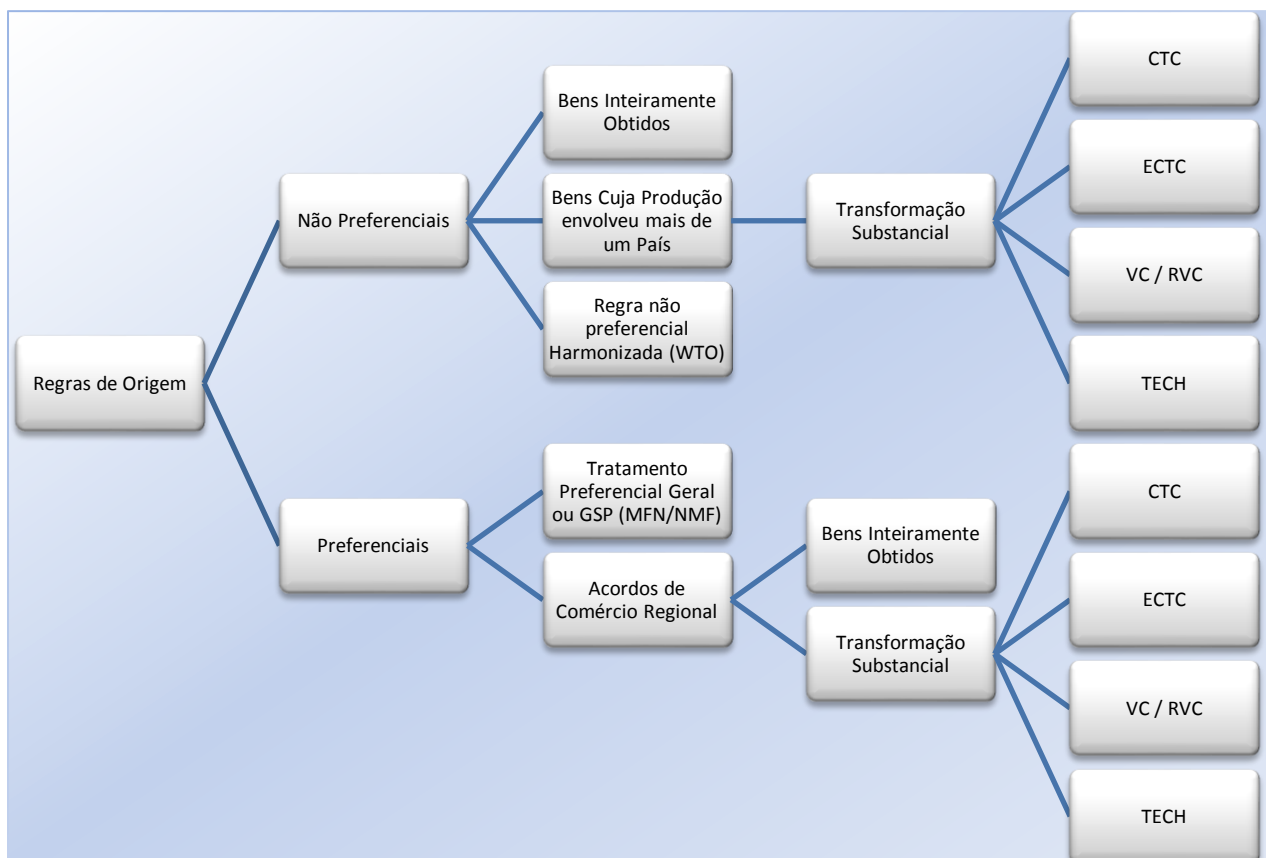 Regras de Origem
Não Preferenciais
Bens Inteiramente
Obtidos
Bens Cuja Produção
envolveu mais de
um País
Transformação
Substancial
CTC
ECTC
VC / RVC
TECH
Regra não
preferencial
Harmonizada (WTO)
Preferenciais
Tratamento
Preferencial Geral
ou GSP (MFN/NMF)
Acordos de
Comércio Regional
Bens Inteiramente
Obtidos
Transformação
Substancial
CTC
ECTC
VC / RVC
TECH